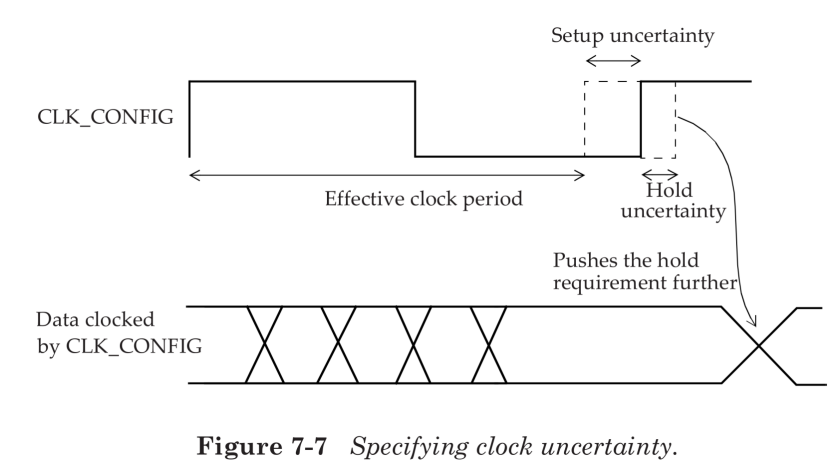 Setup uncertainty
CLK_CONFIG
Effective clock period
Hold
uncertainty
Pushes the hold
requirement further
Data clocked
by CLK_CONFIG
Figure 7-7 Specifying clock uncertainty.